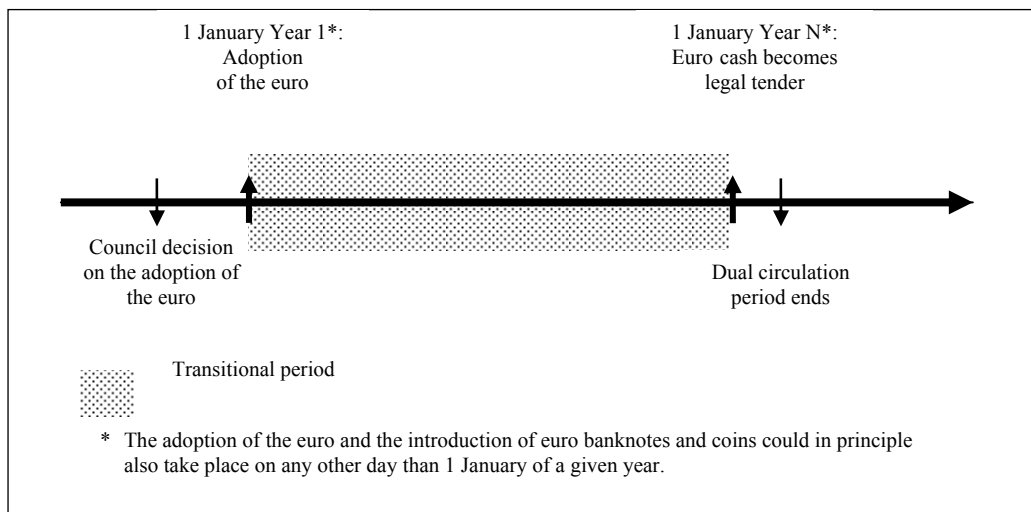 1 January Year 1*:
Adoption
of the euro
1 January Year N*:
Euro cash becomes
legal tender
Council decision
on the adoption of
the euro
Dual circulation
period ends
Transitional period
* The adoption of the euro and the introduction of euro banknotes and coins could in principle
also take place on any other day than 1 January of a given year.